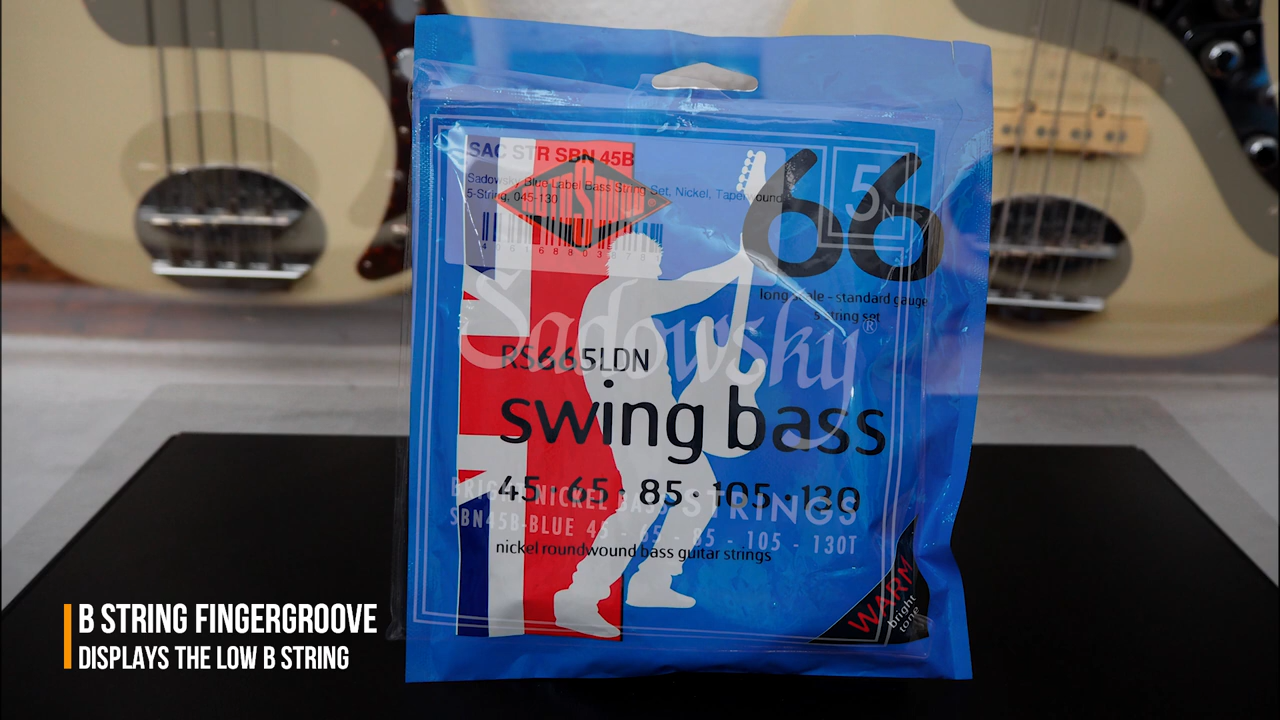 SAC STR SBN 45B
Sadowsky Blue Label Bass String Set, Nickel, Taperwound
5-String, 045-130
ROTOSOUND®
66
5N
long scale - standard gauge
5 string set
Sadowsky®
RS665LDN
swing bass
45 · 65 · 85 · 105 · 130
BRIGHT NICKEL BASS STRINGS
SBN45B-BLUE 45 - 65 - 85 - 105 - 130T
nickel roundwound bass guitar strings
WARM
bright
tone
B STRING FINGERGROOVE
DISPLAYS THE LOW B STRING